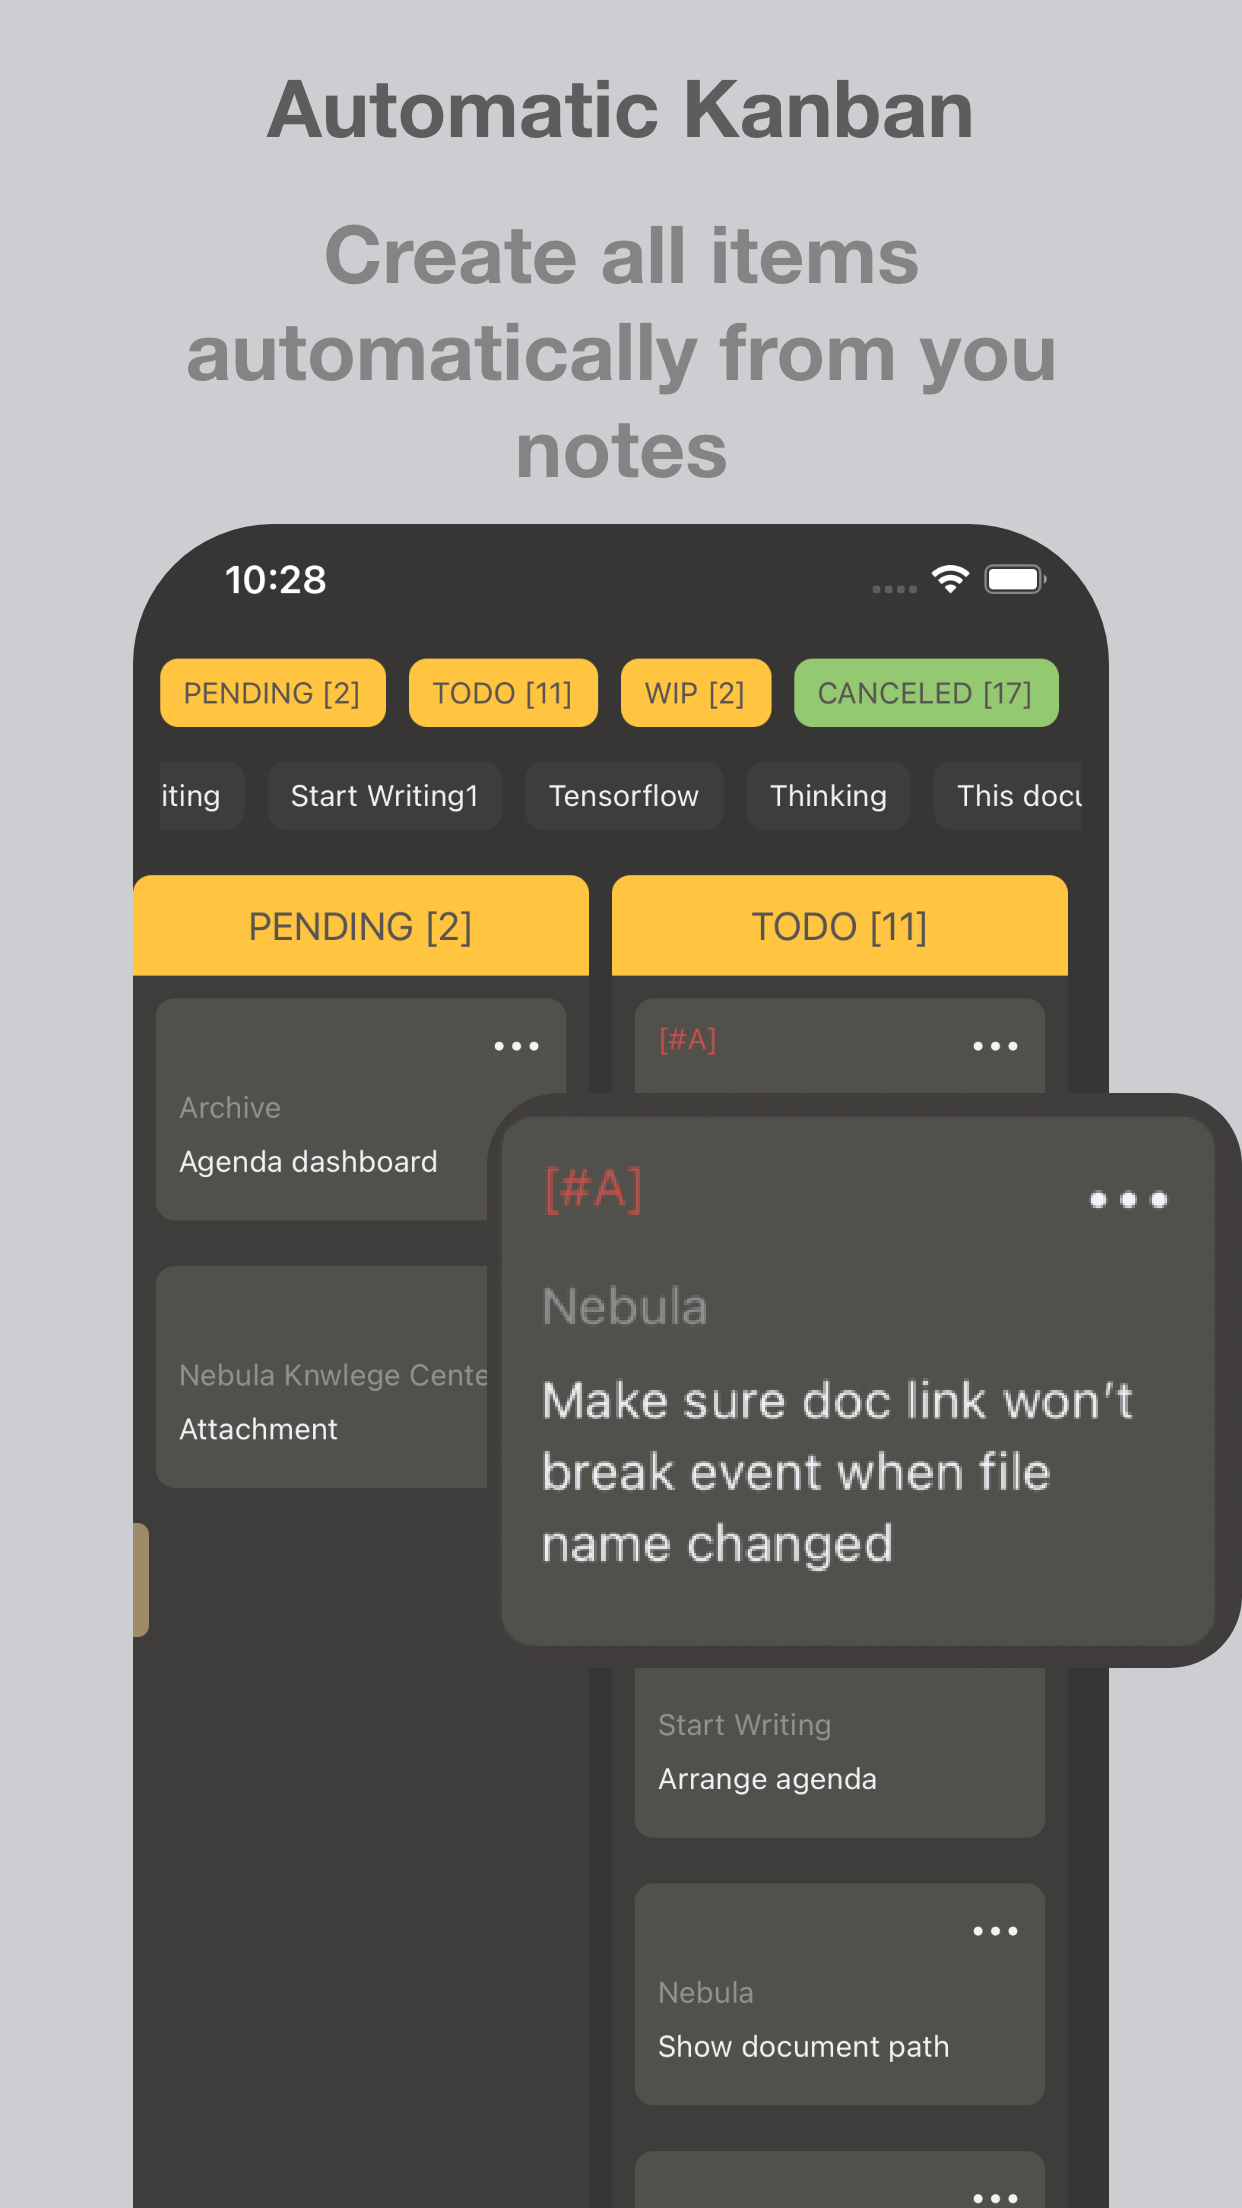 Automatic Kanban
Create all items
automatically from you
notes
10:28
PENDING [2]
TODO [11]
WIP [2]
CANCELED [17]
iting
Start Writing1
Tensorflow
Thinking
This docu
PENDING [2]
TODO [11]
Archive
Agenda dashboard
Nebula Knwlege Cente
Attachment
[#A]
[#A]
Nebula
Make sure doc link won’t
break event when file
name changed
Start Writing
Arrange agenda
Nebula
Show document path